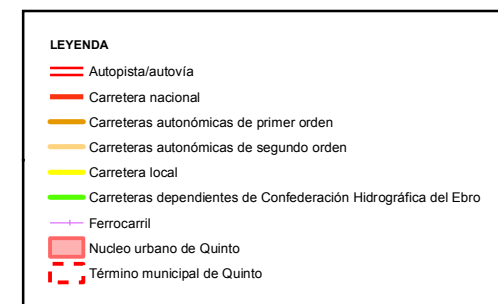 LEYENDA
Autopista/autovía
Carretera nacional
Carreteras autonómicas de primer orden
Carreteras autonómicas de segundo orden
Carretera local
Carreteras dependientes de Confederación Hidrográfica del Ebro
Ferrocarril
Nucleo urbano de Quinto
Término municipal de Quinto